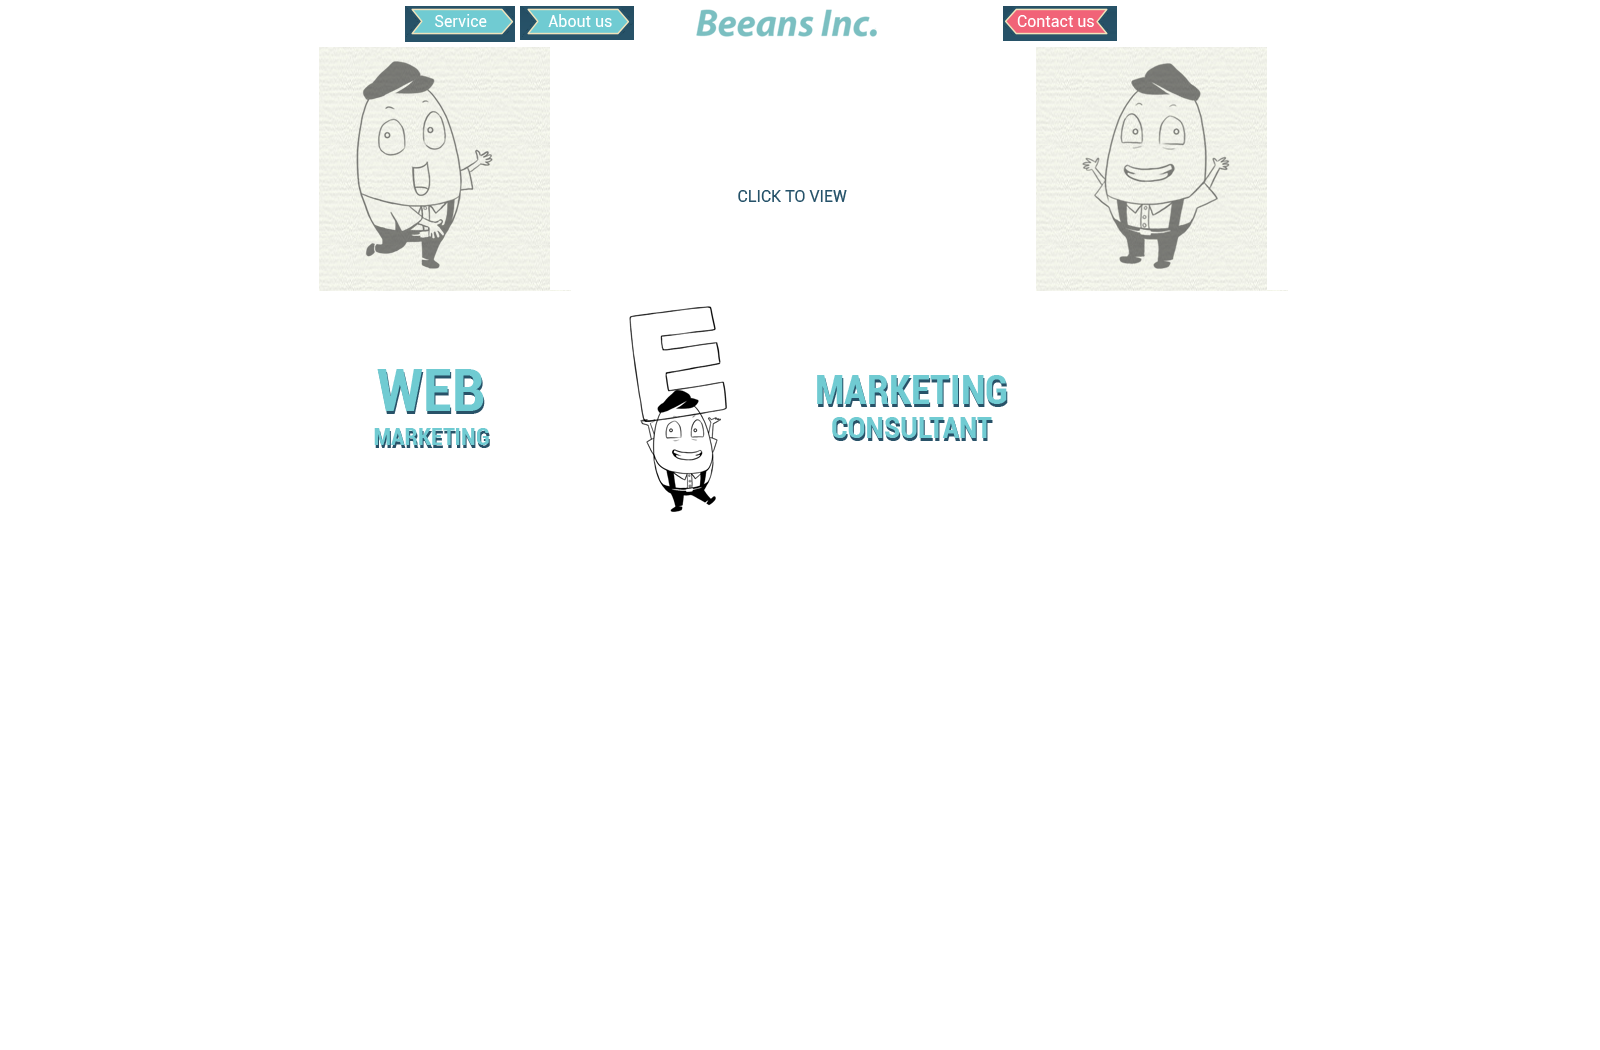 Service
About us
Beeans Inc.
Contact us
CLICK TO VIEW
E
WEB
MARKETING
MARKETING
CONSULTANT